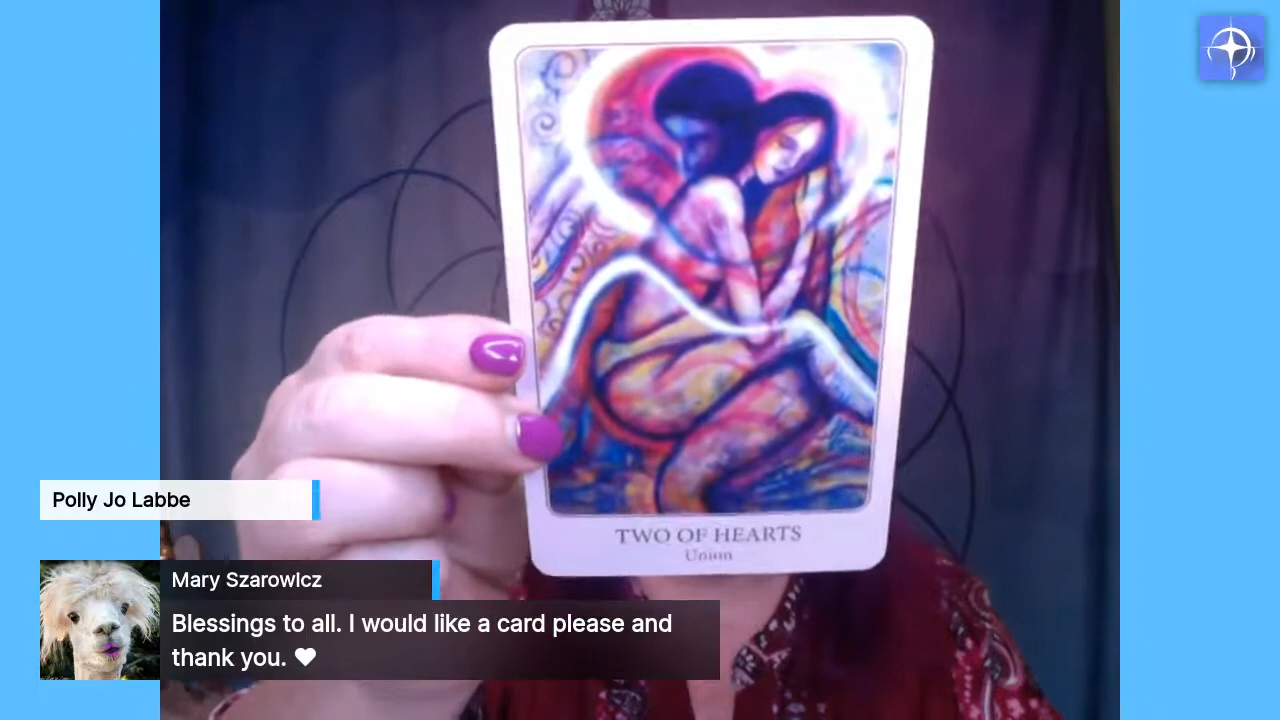 TWO OF HEARTS
Union
Polly Jo Labbe
Mary Szarowicz
Blessings to all. I would like a card please and
thank you. ♥